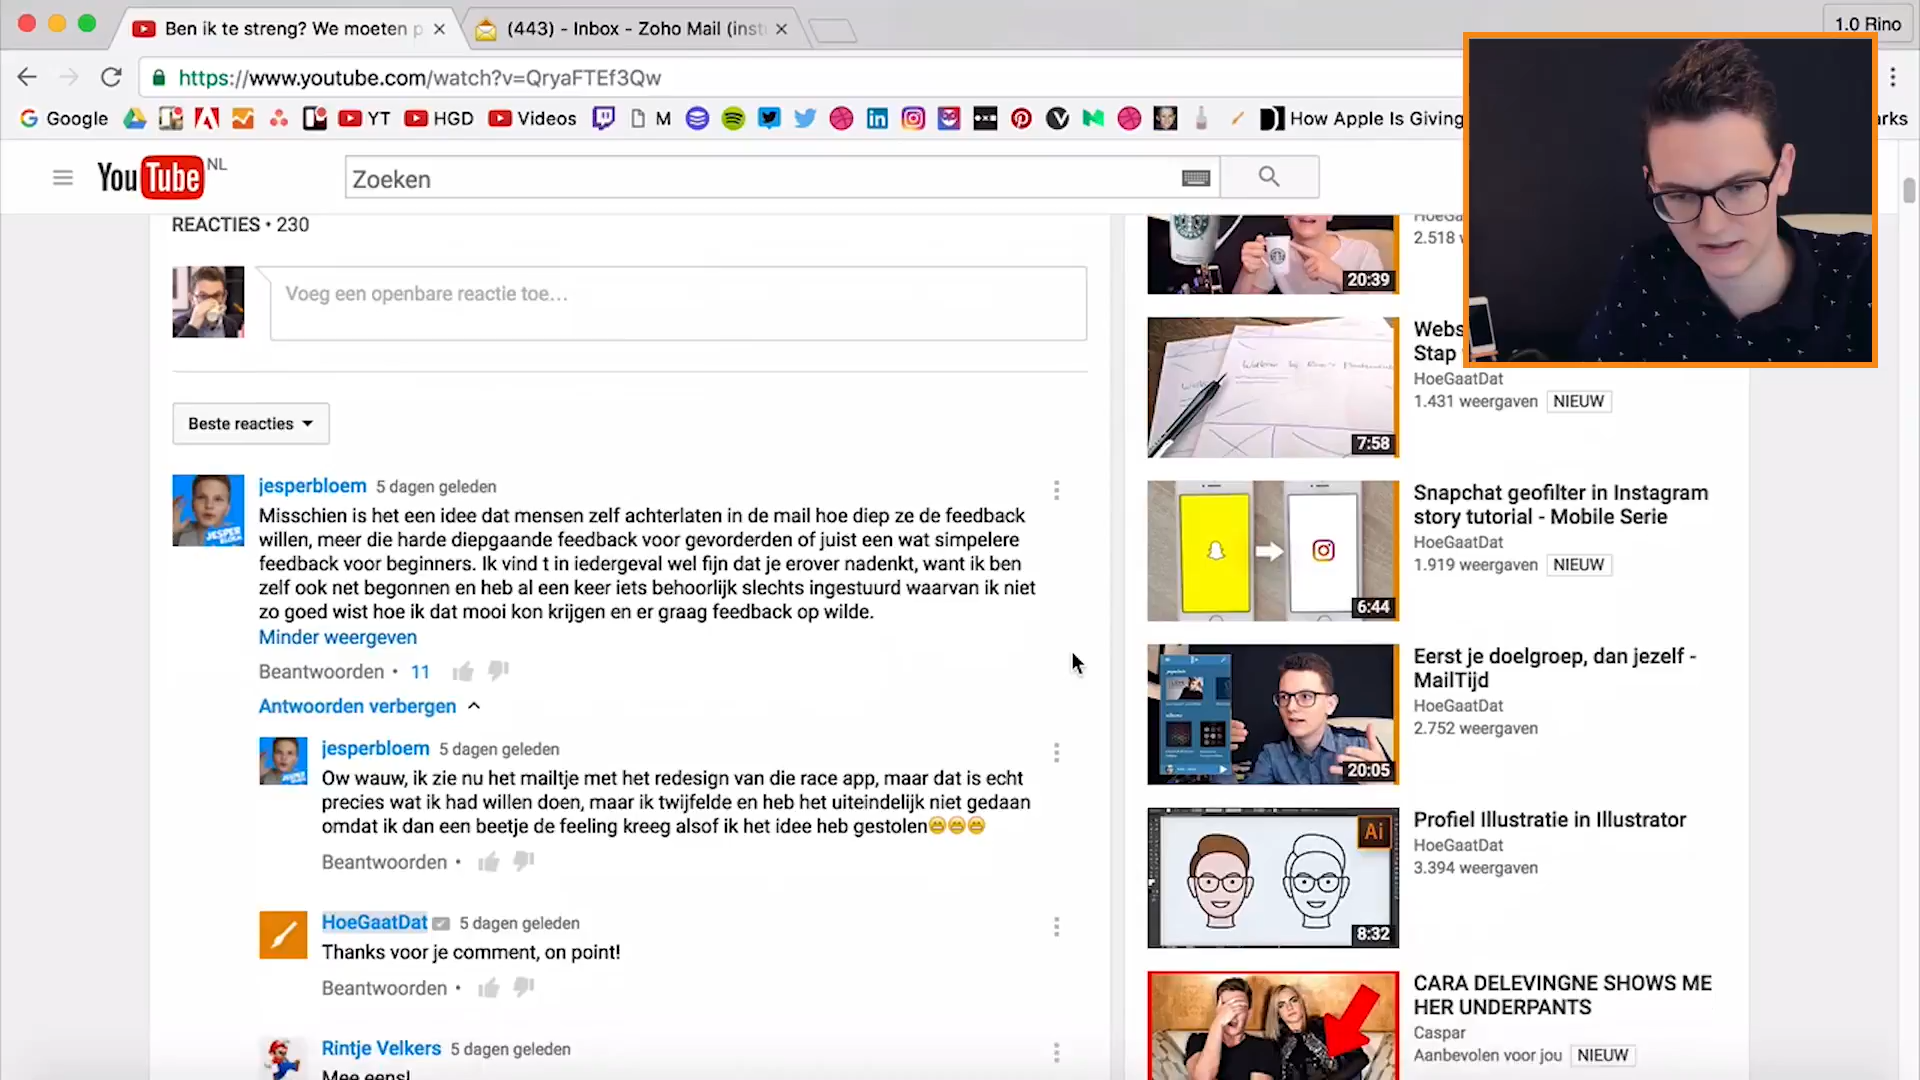 Ben ik te streng? We moeten p
(443) - Inbox - Zoho Mail (inst
1.0 Rino
https://www.youtube.com/watch?v=QryaFTEf3Qw
Google
YT
HGD
Videos
M
How Apple Is Giving
arks
YouTube NL
Zoeken
REACTIES • 230
Voeg een openbare reactie toe...
Beste reacties
jesperbloem 5 dagen geleden
Misschien is het een idee dat mensen zelf achterlaten in de mail hoe diep ze de feedback
willen, meer die harde diepgaande feedback voor gevorderden of juist een wat simpelere
feedback voor beginners. Ik vind t in iedergeval wel fijn dat je erover nadenkt, want ik ben
zelf ook net begonnen en heb al een keer iets behoorlijk slechts ingestuurd waarvan ik niet
zo goed wist hoe ik dat mooi kon krijgen en er graag feedback op wilde.
Minder weergeven
Beantwoorden • 11
Antwoorden verbergen
jesperbloem 5 dagen geleden
Ow wauw, ik zie nu het mailtje met het redesign van die race app, maar dat is echt
precies wat ik had willen doen, maar ik twijfelde en heb het uiteindelijk niet gedaan
omdat ik dan een beetje de feeling kreeg alsof ik het idee heb gestolen😁😁😁
Beantwoorden •
HoeGaatDat 5 dagen geleden
Thanks voor je comment, on point!
Beantwoorden •
Rintje Velkers 5 dagen geleden
Mee eens!
JESPER
BLOEM
HoeGa
2.518 w
20:39
Webs
Stap
HoeGaatDat
1.431 weergaven NIEUW
7:58
Snapchat geofilter in Instagram
story tutorial - Mobile Serie
HoeGaatDat
1.919 weergaven NIEUW
6:44
Eerst je doelgroep, dan jezelf -
MailTijd
HoeGaatDat
2.752 weergaven
20:05
Profiel Illustratie in Illustrator
HoeGaatDat
3.394 weergaven
Ai
8:32
CARA DELEVINGNE SHOWS ME
HER UNDERPANTS
Caspar
Aanbevolen voor jou NIEUW